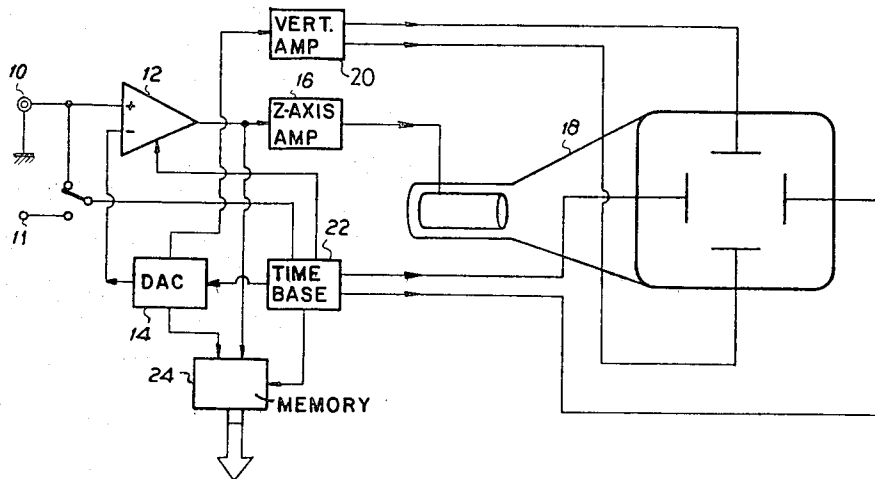 VERT.
AMP
20
10
12
+
-
16
Z-AXIS
AMP
18
11
DAC
14
22
TIME
BASE
24
MEMORY